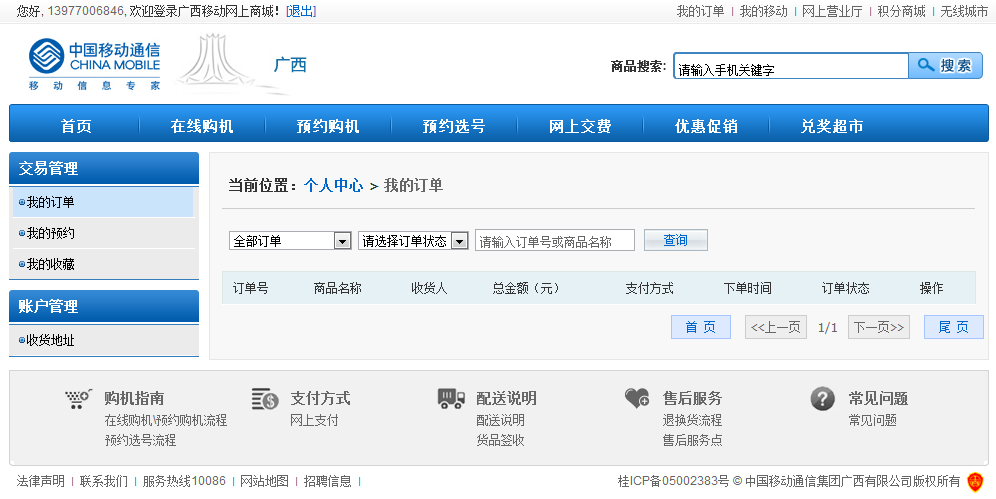 您好, 13977006846, 欢迎登录广西移动网上商城！[退出]
我的订单 | 我的移动 | 网上营业厅 | 积分商城 | 无线城市
中国移动通信
CHINA MOBILE
移动信息专家
广西
商品搜索: 请输入手机关键字 搜索
首页 在线购机 预约购机 预约选号 网上交费 优惠促销 兑奖超市
交易管理
我的订单
我的预约
我的收藏
账户管理
收货地址
当前位置：个人中心 > 我的订单
全部订单 请选择订单状态 请输入订单号或商品名称 查询
订单号 商品名称 收货人 总金额（元） 支付方式 下单时间 订单状态 操作
首 页 <<上一页 1/1 下一页>> 尾 页
购机指南
在线购机\预约购机流程
预约选号流程
支付方式
网上支付
配送说明
配送说明
货品签收
售后服务
退换货流程
售后服务点
常见问题
常见问题
法律声明 | 联系我们 | 服务热线10086 | 网站地图 | 招聘信息 |
桂ICP备05002383号 © 中国移动通信集团广西有限公司版权所有